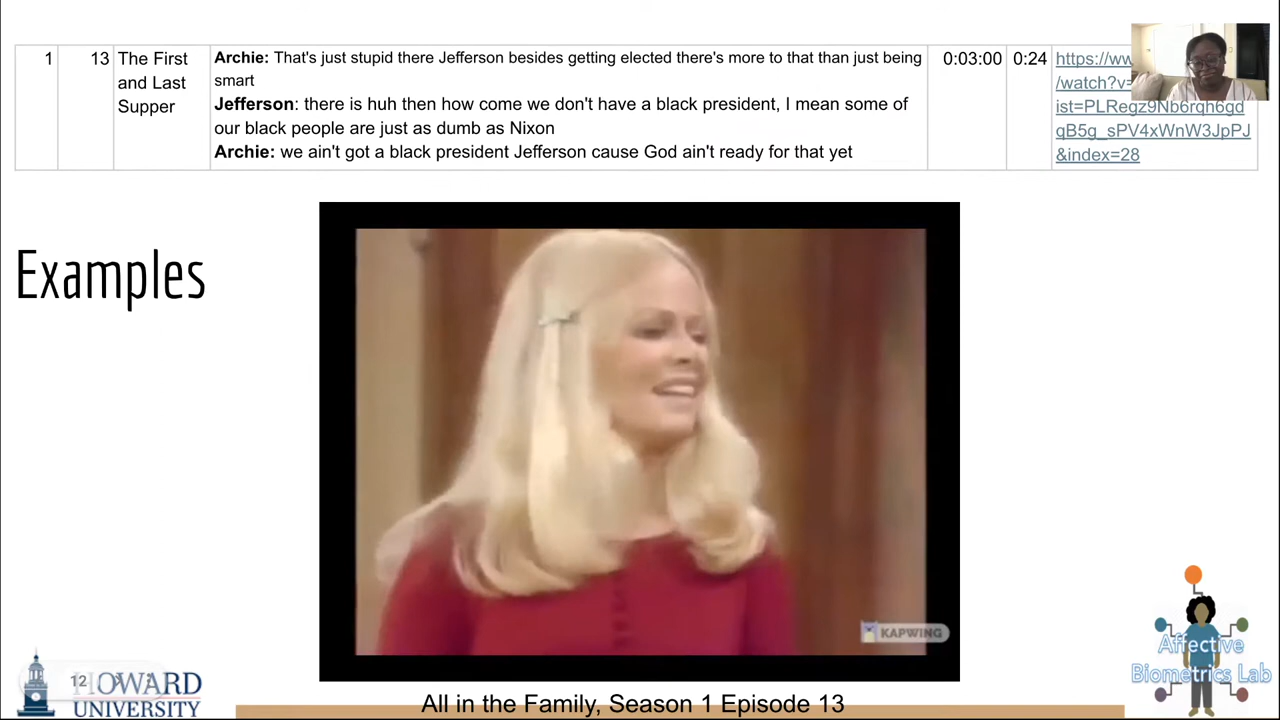 1 13 The First and Last Supper
Archie: That's just stupid there Jefferson besides getting elected there's more to that than just being
smart
Jefferson: there is huh then how come we don't have a black president, I mean some of
our black people are just as dumb as Nixon
Archie: we ain't got a black president Jefferson cause God ain't ready for that yet
0:03:00 0:24
https://ww
/watch?v=
ist=PLRegz9Nb6rqh6gd
qB5g_sPV4xWnW3JpPJ
&index=28
Examples
KAPWING
All in the Family, Season 1 Episode 13
12
HOWARD
UNIVERSITY
Affective
Biometrics Lab